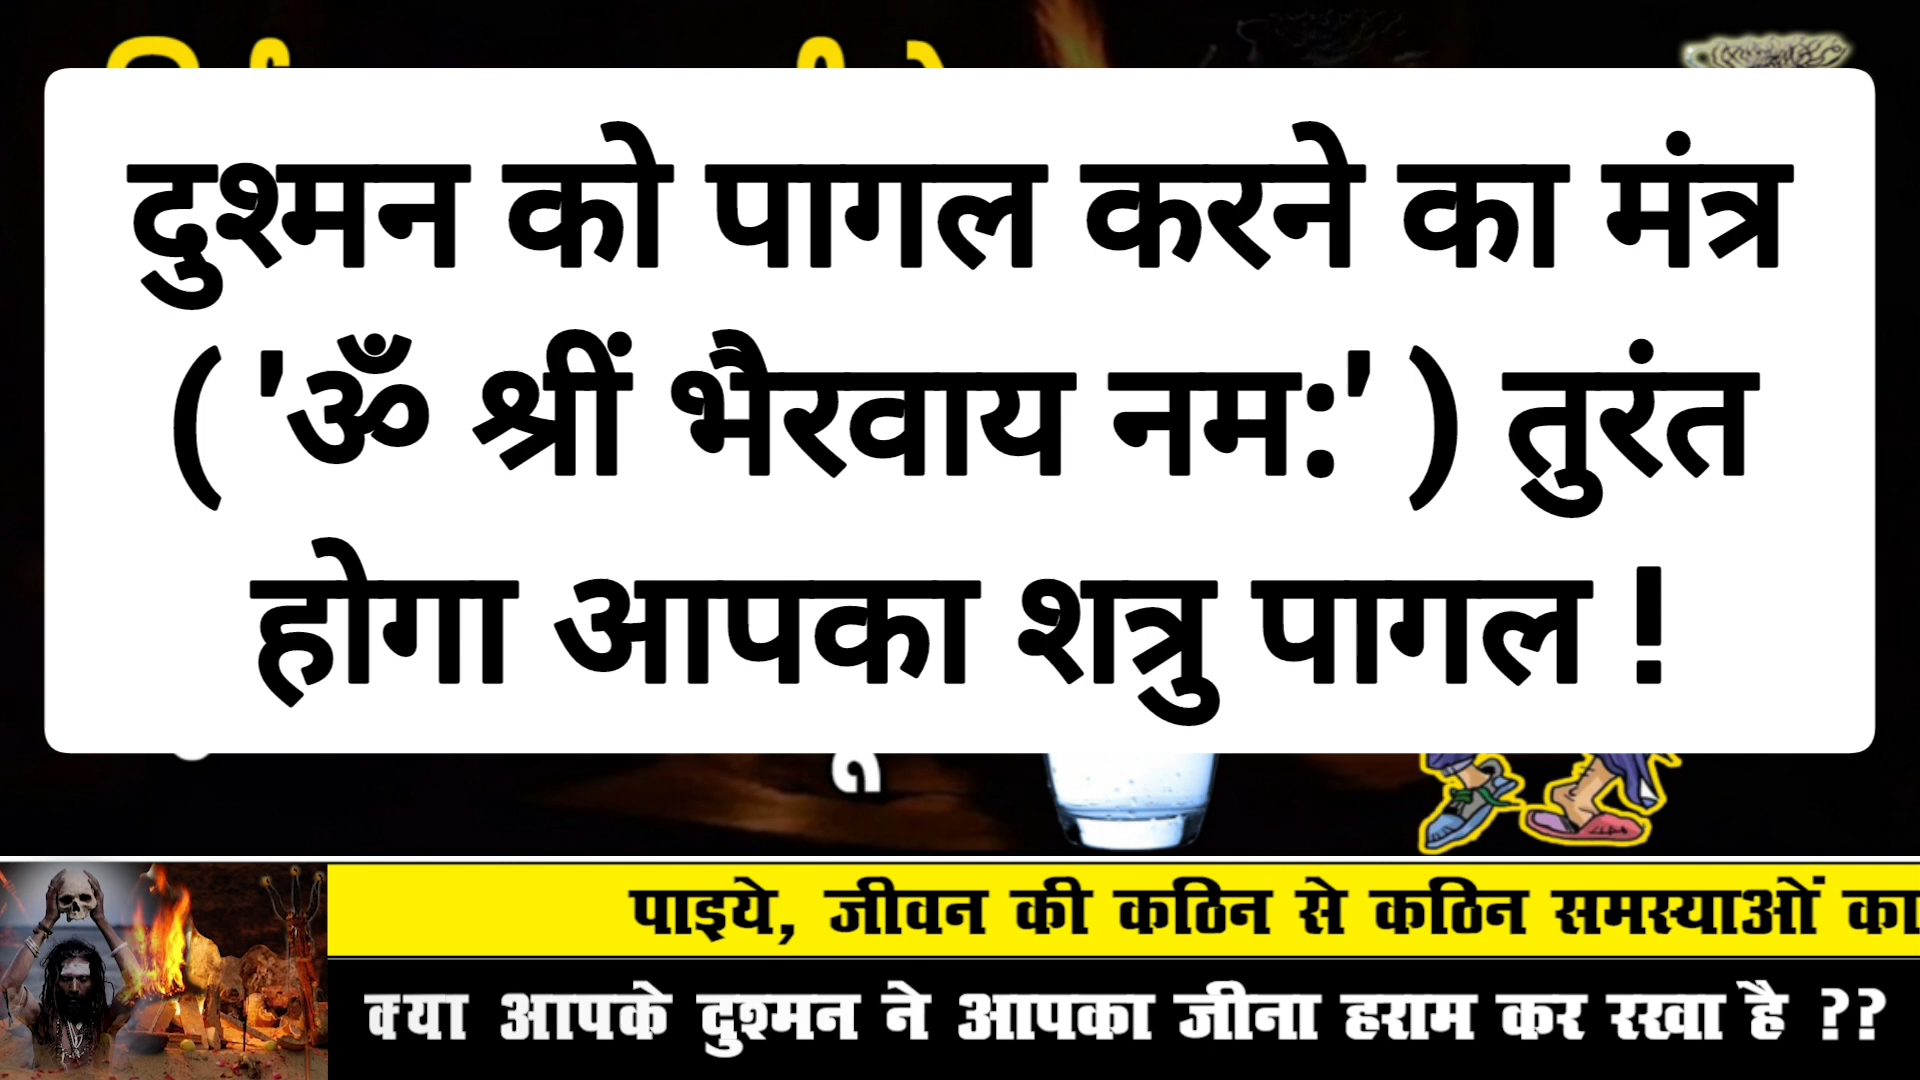 दुश्मन को पागल करने का मंत्र
( 'ॐ श्रीं भैरवाय नम:' ) तुरंत
होगा आपका शत्रु पागल !
पाइये, जीवन की कठिन से कठिन समस्याओं का
क्या आपके दुश्मन ने आपका जीना हराम कर रखा है ??